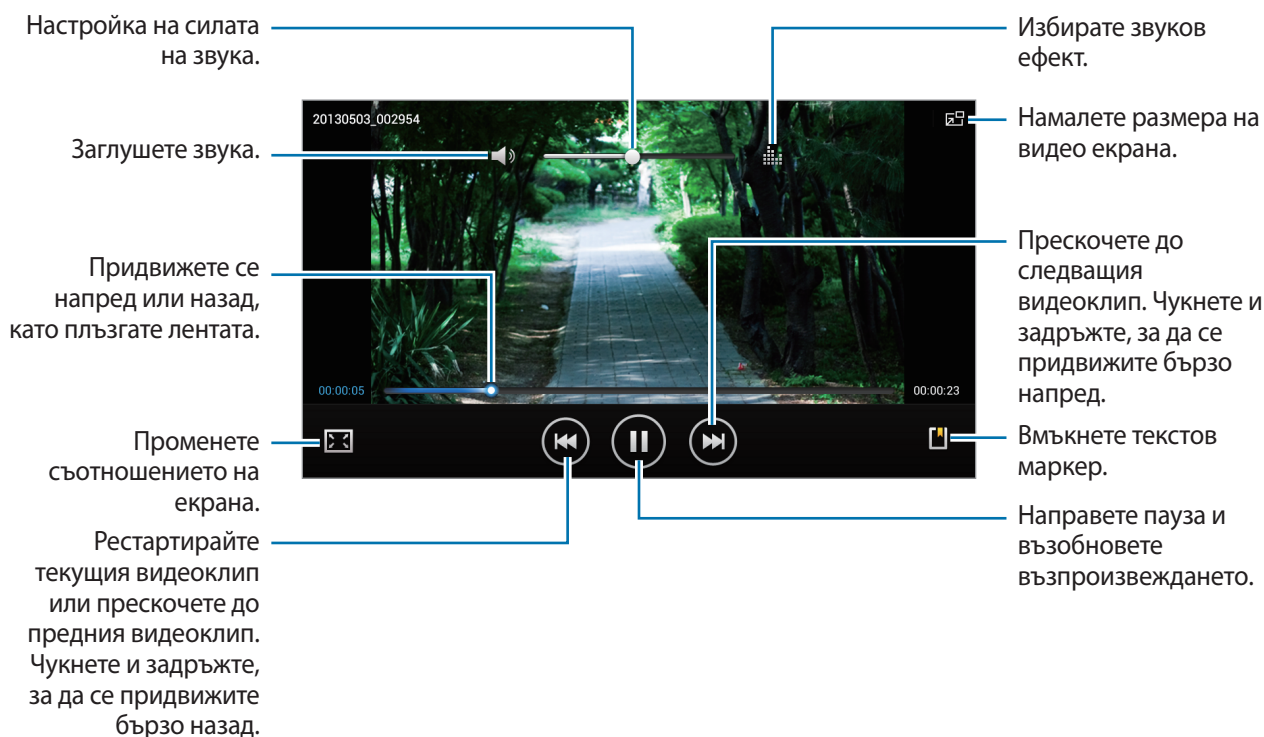 Настройка на силата
на звука.
Избирате звуков
ефект.
20130503_002954
Намалете размера на
видео екрана.
Заглушете звука.
Придвижете се
напред или назад,
като плъзгате лентата.
Прескочете до
следващия
видеоклип. Чукнете и
задръжте, за да се
придвижите бързо
напред.
00:00:05
00:00:23
Променете
съотношението на
екрана.
Вмъкнете текстов
маркер.
Рестартирайте
текущия видеоклип
или прескочете до
предния видеоклип.
Чукнете и задръжте,
за да се придвижите
бързо назад.
Направете пауза и
възобновете
възпроизвеждането.